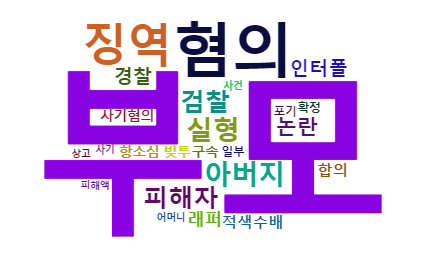 징역 혐의 인터폴
경찰 사건
부모
검찰
사기혐의 포기 확정
실형 논란
상고 사기 항소심 빚투 구속 일부
피해액 아버지 합의
피해자
어머니 래퍼 적색수배